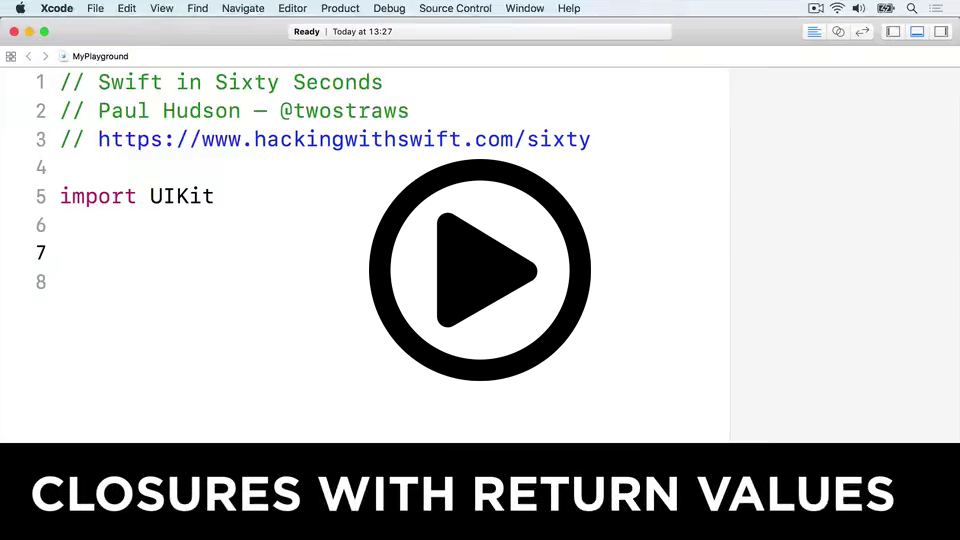 Xcode File Edit View Find Navigate Editor Product Debug Source Control Window Help
Ready | Today at 13:27
MyPlayground
1 // Swift in Sixty Seconds
2 // Paul Hudson — @twostraws
3 // https://www.hackingwithswift.com/sixty
4
5 import UIKit
6
7
8
CLOSURES WITH RETURN VALUES